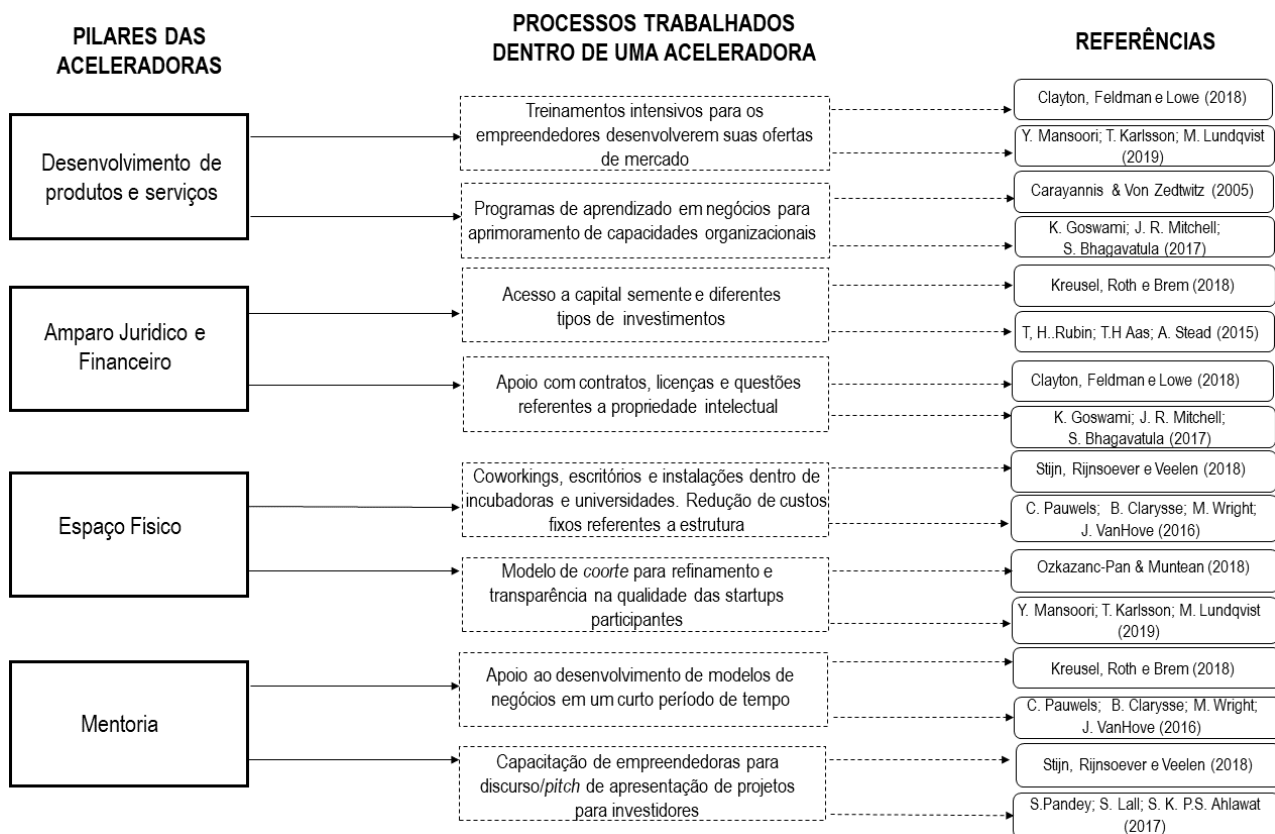 PILARES DAS
ACELERADORAS
PROCESSOS TRABALHADOS
DENTRO DE UMA ACELERADORA
REFERÊNCIAS
Desenvolvimento de
produtos e serviços
Treinamentos intensivos para os
empreendedores desenvolverem suas ofertas
de mercado
Clayton, Feldman e Lowe (2018)
Y. Mansoori; T. Karlsson; M. Lundqvist
(2019)
Programas de aprendizado em negócios para
aprimoramento de capacidades organizacionais
Carayannis & Von Zedtwitz (2005)
K. Goswami; J. R. Mitchell;
S. Bhagavatula (2017)
Amparo Jurídico e
Financeiro
Acesso a capital semente e diferentes
tipos de investimentos
Kreusel, Roth e Brem (2018)
T, H..Rubin; T.H Aas; A. Stead (2015)
Apoio com contratos, licenças e questões
referentes a propriedade intelectual
Clayton, Feldman e Lowe (2018)
K. Goswami; J. R. Mitchell;
S. Bhagavatula (2017)
Espaço Físico
Coworkings, escritórios e instalações dentro de
incubadoras e universidades. Redução de custos
fixos referentes a estrutura
Stijn, Rijnsoever e Veelen (2018)
C. Pauwels; B. Clarysse; M. Wright;
J. VanHove (2016)
Modelo de coorte para refinamento e
transparência na qualidade das startups
participantes
Ozkazanc-Pan & Muntean (2018)
Y. Mansoori; T. Karlsson; M. Lundqvist
(2019)
Mentoria
Apoio ao desenvolvimento de modelos de
negócios em um curto período de tempo
Kreusel, Roth e Brem (2018)
C. Pauwels; B. Clarysse; M. Wright;
J. VanHove (2016)
Capacitação de empreendedoras para
discurso/pitch de apresentação de projetos
para investidores
Stijn, Rijnsoever e Veelen (2018)
S.Pandey; S. Lall; S. K. P.S. Ahlawat
(2017)